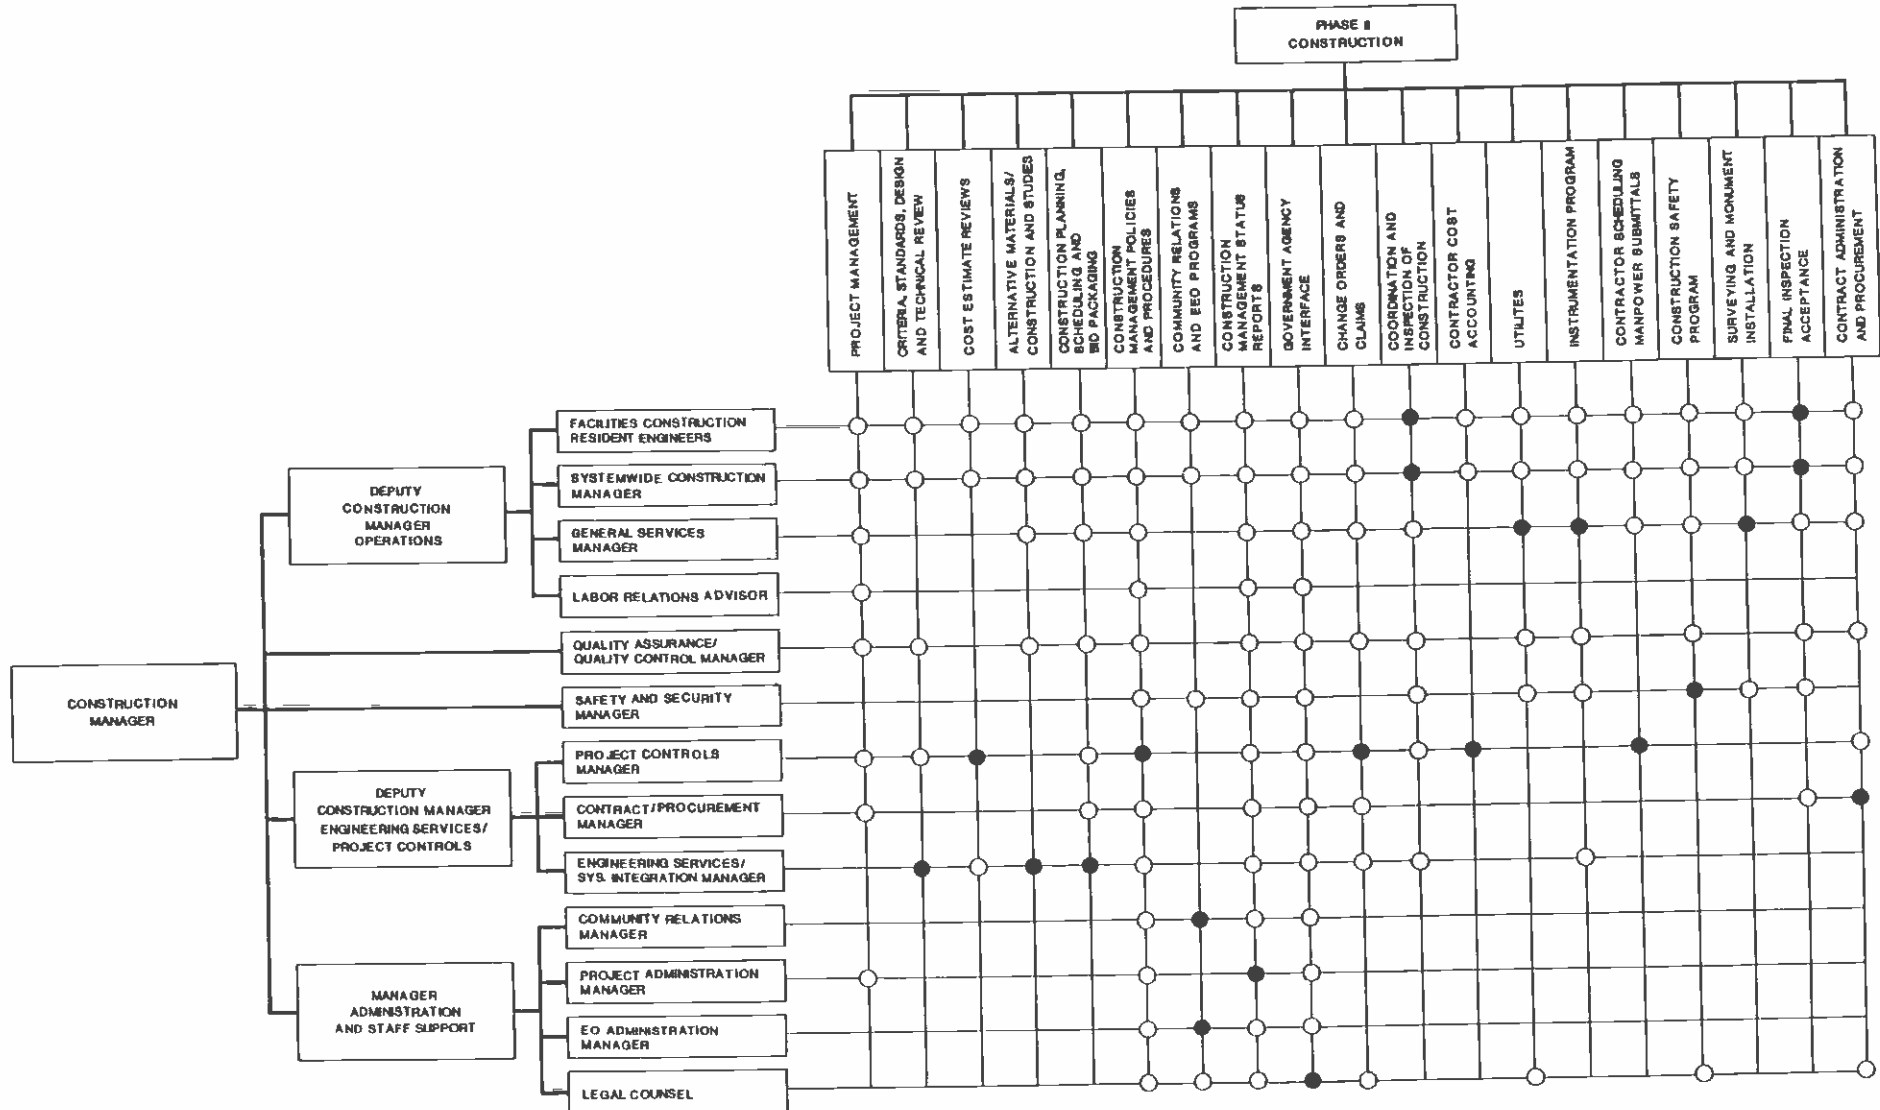 PHASE II
CONSTRUCTION
PROJECT MANAGEMENT
CRITERIA, STANDARDS, DESIGN
AND TECHNICAL REVIEW
COST ESTIMATE REVIEWS
ALTERNATIVE MATERIALS/
CONSTRUCTION AND STUDIES
CONSTRUCTION PLANNING,
SCHEDULING AND
BID PACKAGING
CONSTRUCTION
MANAGEMENT POLICIES
AND PROCEDURES
COMMUNITY RELATIONS
AND EEO PROGRAMS
CONSTRUCTION
MANAGEMENT STATUS
REPORTS
GOVERNMENT AGENCY
INTERFACE
CHANGE ORDERS AND
CLAIMS
COORDINATION AND
INSPECTION OF
CONSTRUCTION
CONTRACTOR COST
ACCOUNTING
UTILITES
INSTRUMENTATION PROGRAM
CONTRACTOR SCHEDULING
MANPOWER SUBMITTALS
CONSTRUCTION SAFETY
PROGRAM
SURVEYING AND MONUMENT
INSTALLATION
FINAL INSPECTION
ACCEPTANCE
CONTRACT ADMINISTRATION
AND PROCUREMENT
CONSTRUCTION
MANAGER
DEPUTY
CONSTRUCTION
MANAGER
OPERATIONS
FACILITIES CONSTRUCTION
RESIDENT ENGINEERS
SYSTEMWIDE CONSTRUCTION
MANAGER
GENERAL SERVICES
MANAGER
LABOR RELATIONS ADVISOR
QUALITY ASSURANCE/
QUALITY CONTROL MANAGER
SAFETY AND SECURITY
MANAGER
DEPUTY
CONSTRUCTION MANAGER
ENGINEERING SERVICES/
PROJECT CONTROLS
PROJECT CONTROLS
MANAGER
CONTRACT/PROCUREMENT
MANAGER
ENGINEERING SERVICES/
SYS. INTEGRATION MANAGER
MANAGER
ADMINISTRATION
AND STAFF SUPPORT
COMMUNITY RELATIONS
MANAGER
PROJECT ADMINISTRATION
MANAGER
EO ADMINISTRATION
MANAGER
LEGAL COUNSEL